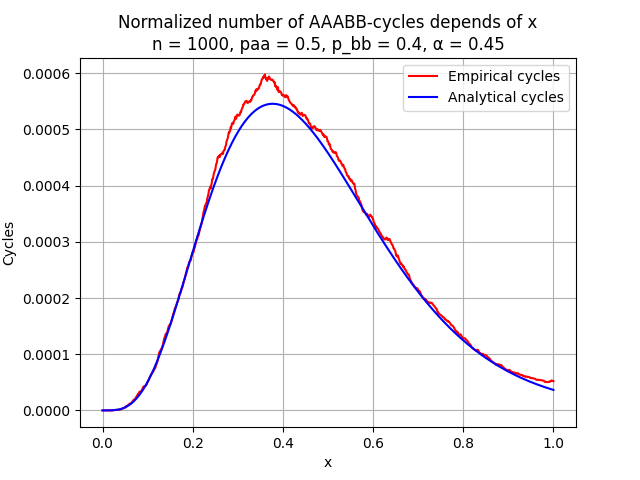 Normalized number of AAABB-cycles depends of x
n = 1000, paa = 0.5, p_bb = 0.4, α = 0.45
Empirical cycles
Analytical cycles
Cycles
0.0006
0.0005
0.0004
0.0003
0.0002
0.0001
0.0000
0.0 0.2 0.4 0.6 0.8 1.0
x